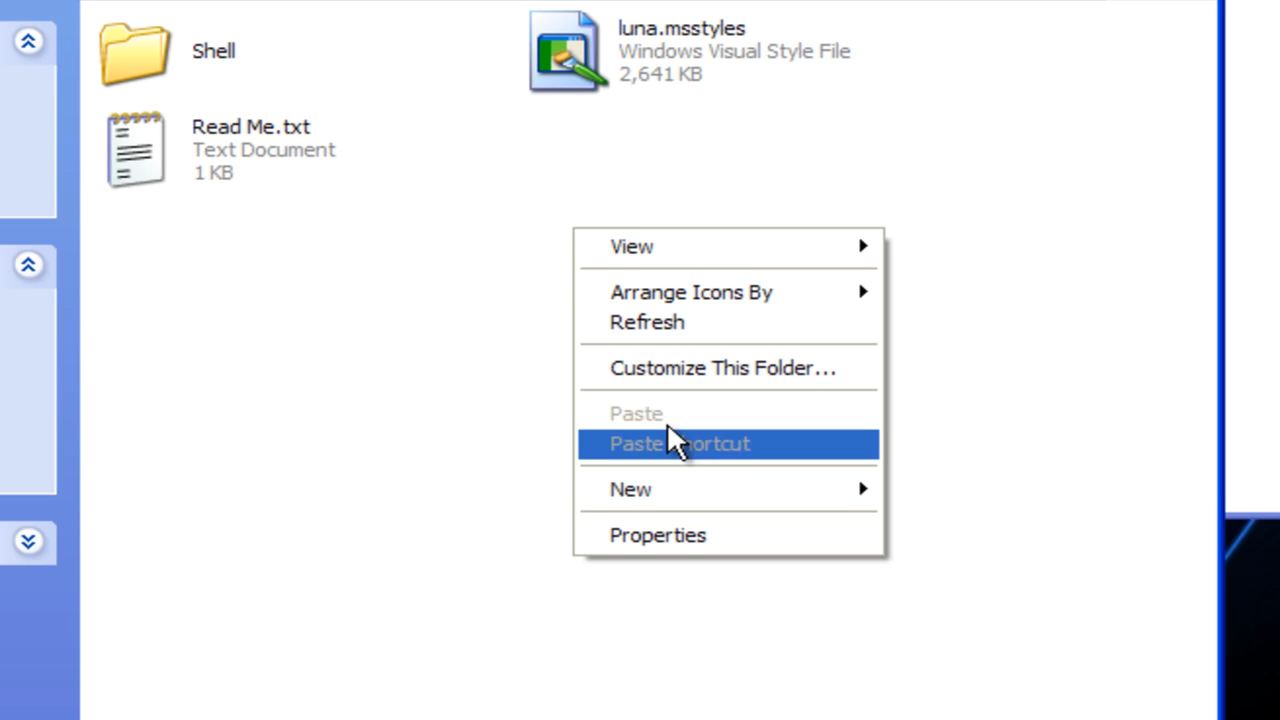 Shell
luna.msstyles
Windows Visual Style File
2,641 KB
Read Me.txt
Text Document
1 KB
View
Arrange Icons By
Refresh
Customize This Folder...
Paste
Paste Shortcut
New
Properties